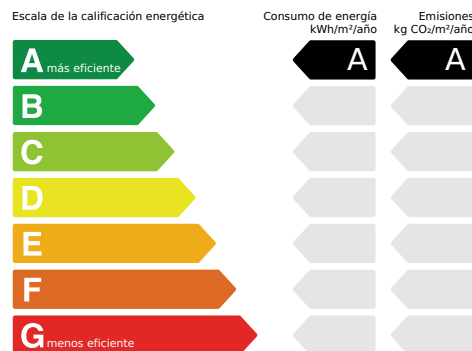 Escala de la calificación energética
Consumo de energía
kWh/m²/año
Emisiones
kg CO₂/m²/año
A más eficiente
A
A
B
C
D
E
F
G menos eficiente